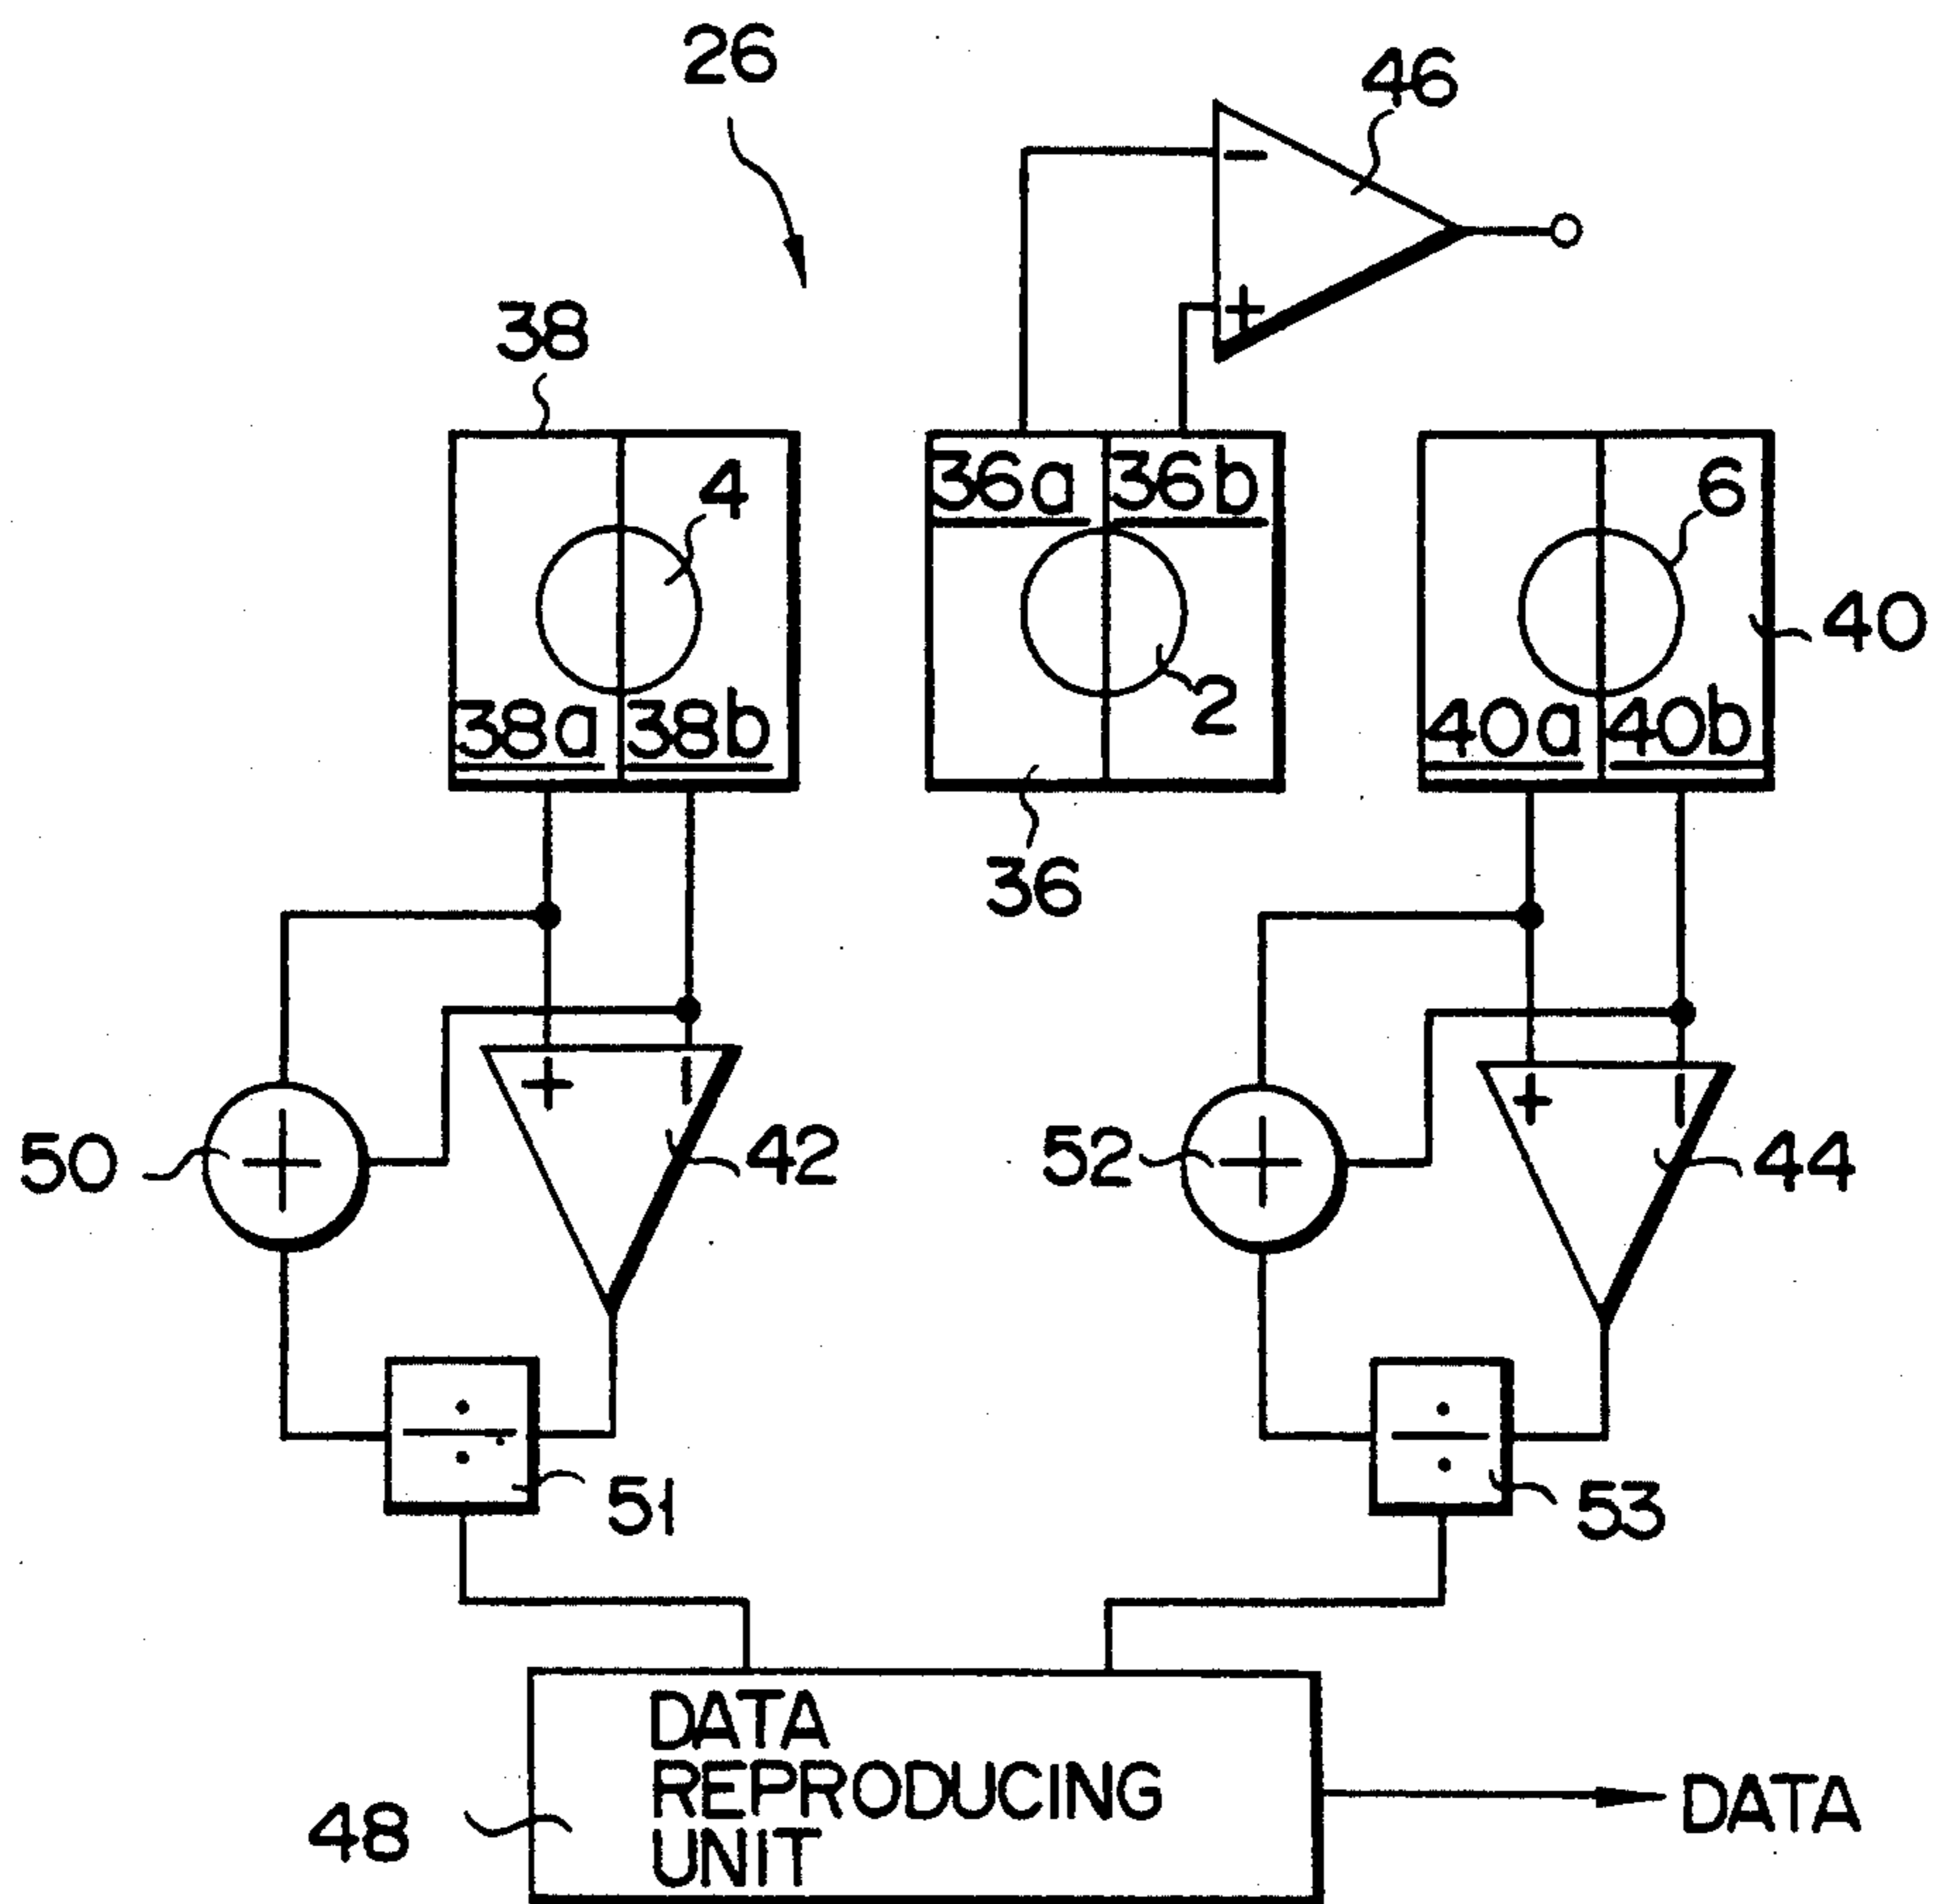 26
46
-
+
38
36a 36b
4
6
40
2
38a 38b
40a 40b
36
+ -
+ -
50 + 42
52 + 44
÷
÷
51
53
DATA
REPRODUCING
UNIT
48
DATA